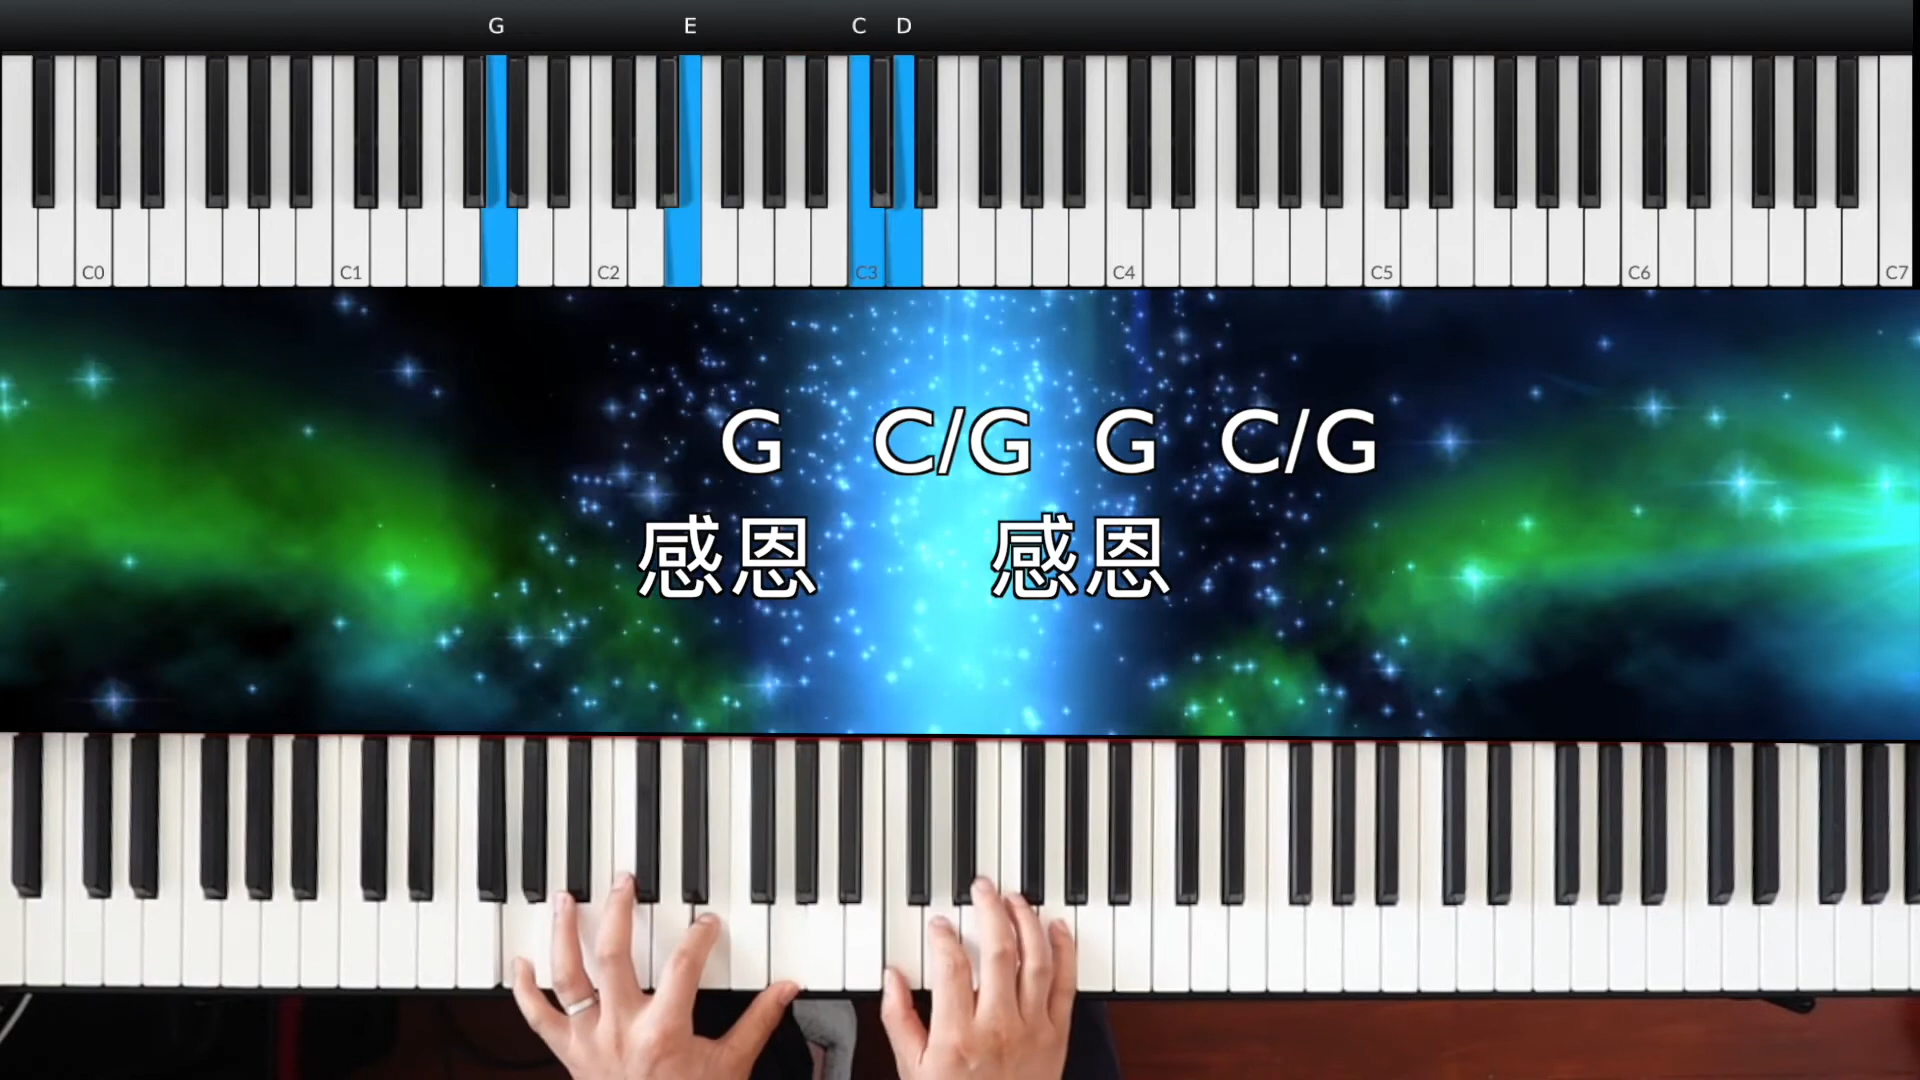 G E C D
C0 C1 C2 C3 C4 C5 C6 C7
G C/G G C/G
感恩 感恩